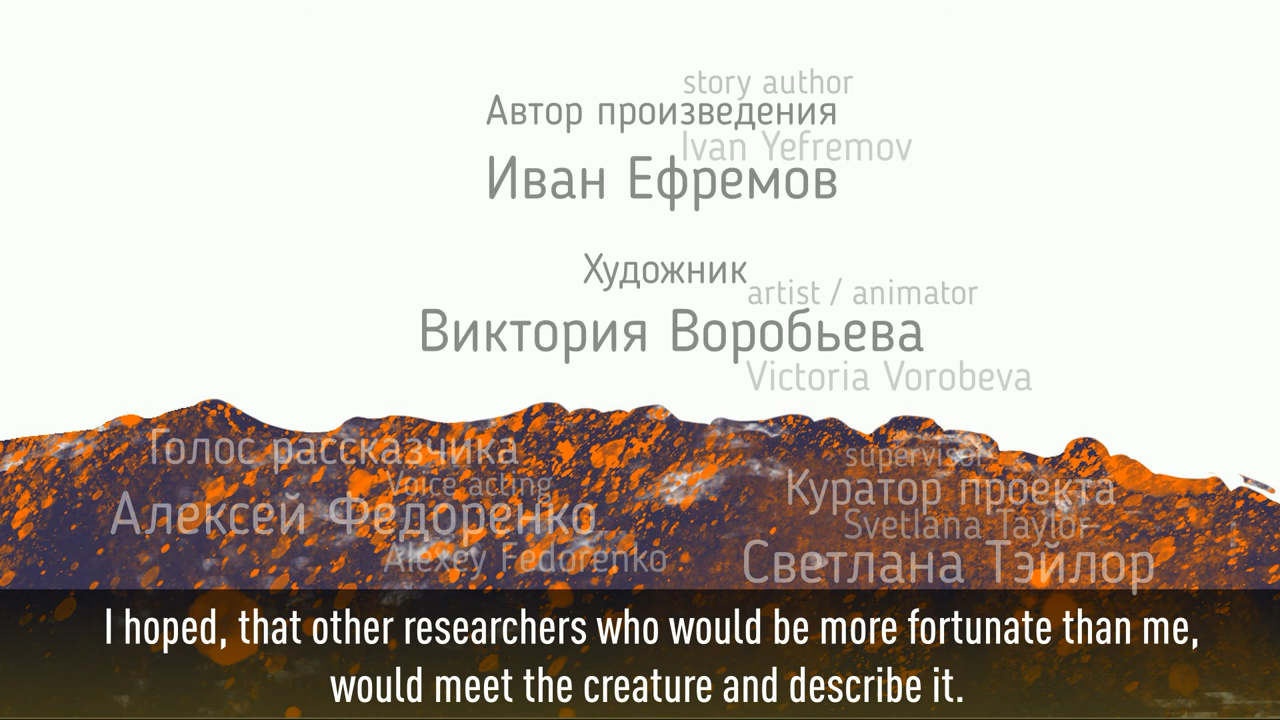 story author
Автор произведения
Ivan Yefremov
Иван Ефремов
Художник
artist / animator
Виктория Воробьева
Victoria Vorobeva
Голос рассказчика
Voice acting
Алексей Федоренко
Alexey Fedorenko
supervisor
Куратор проекта
Svetlana Taylor
Светлана Тэйлор
I hoped, that other researchers who would be more fortunate than me,
would meet the creature and describe it.